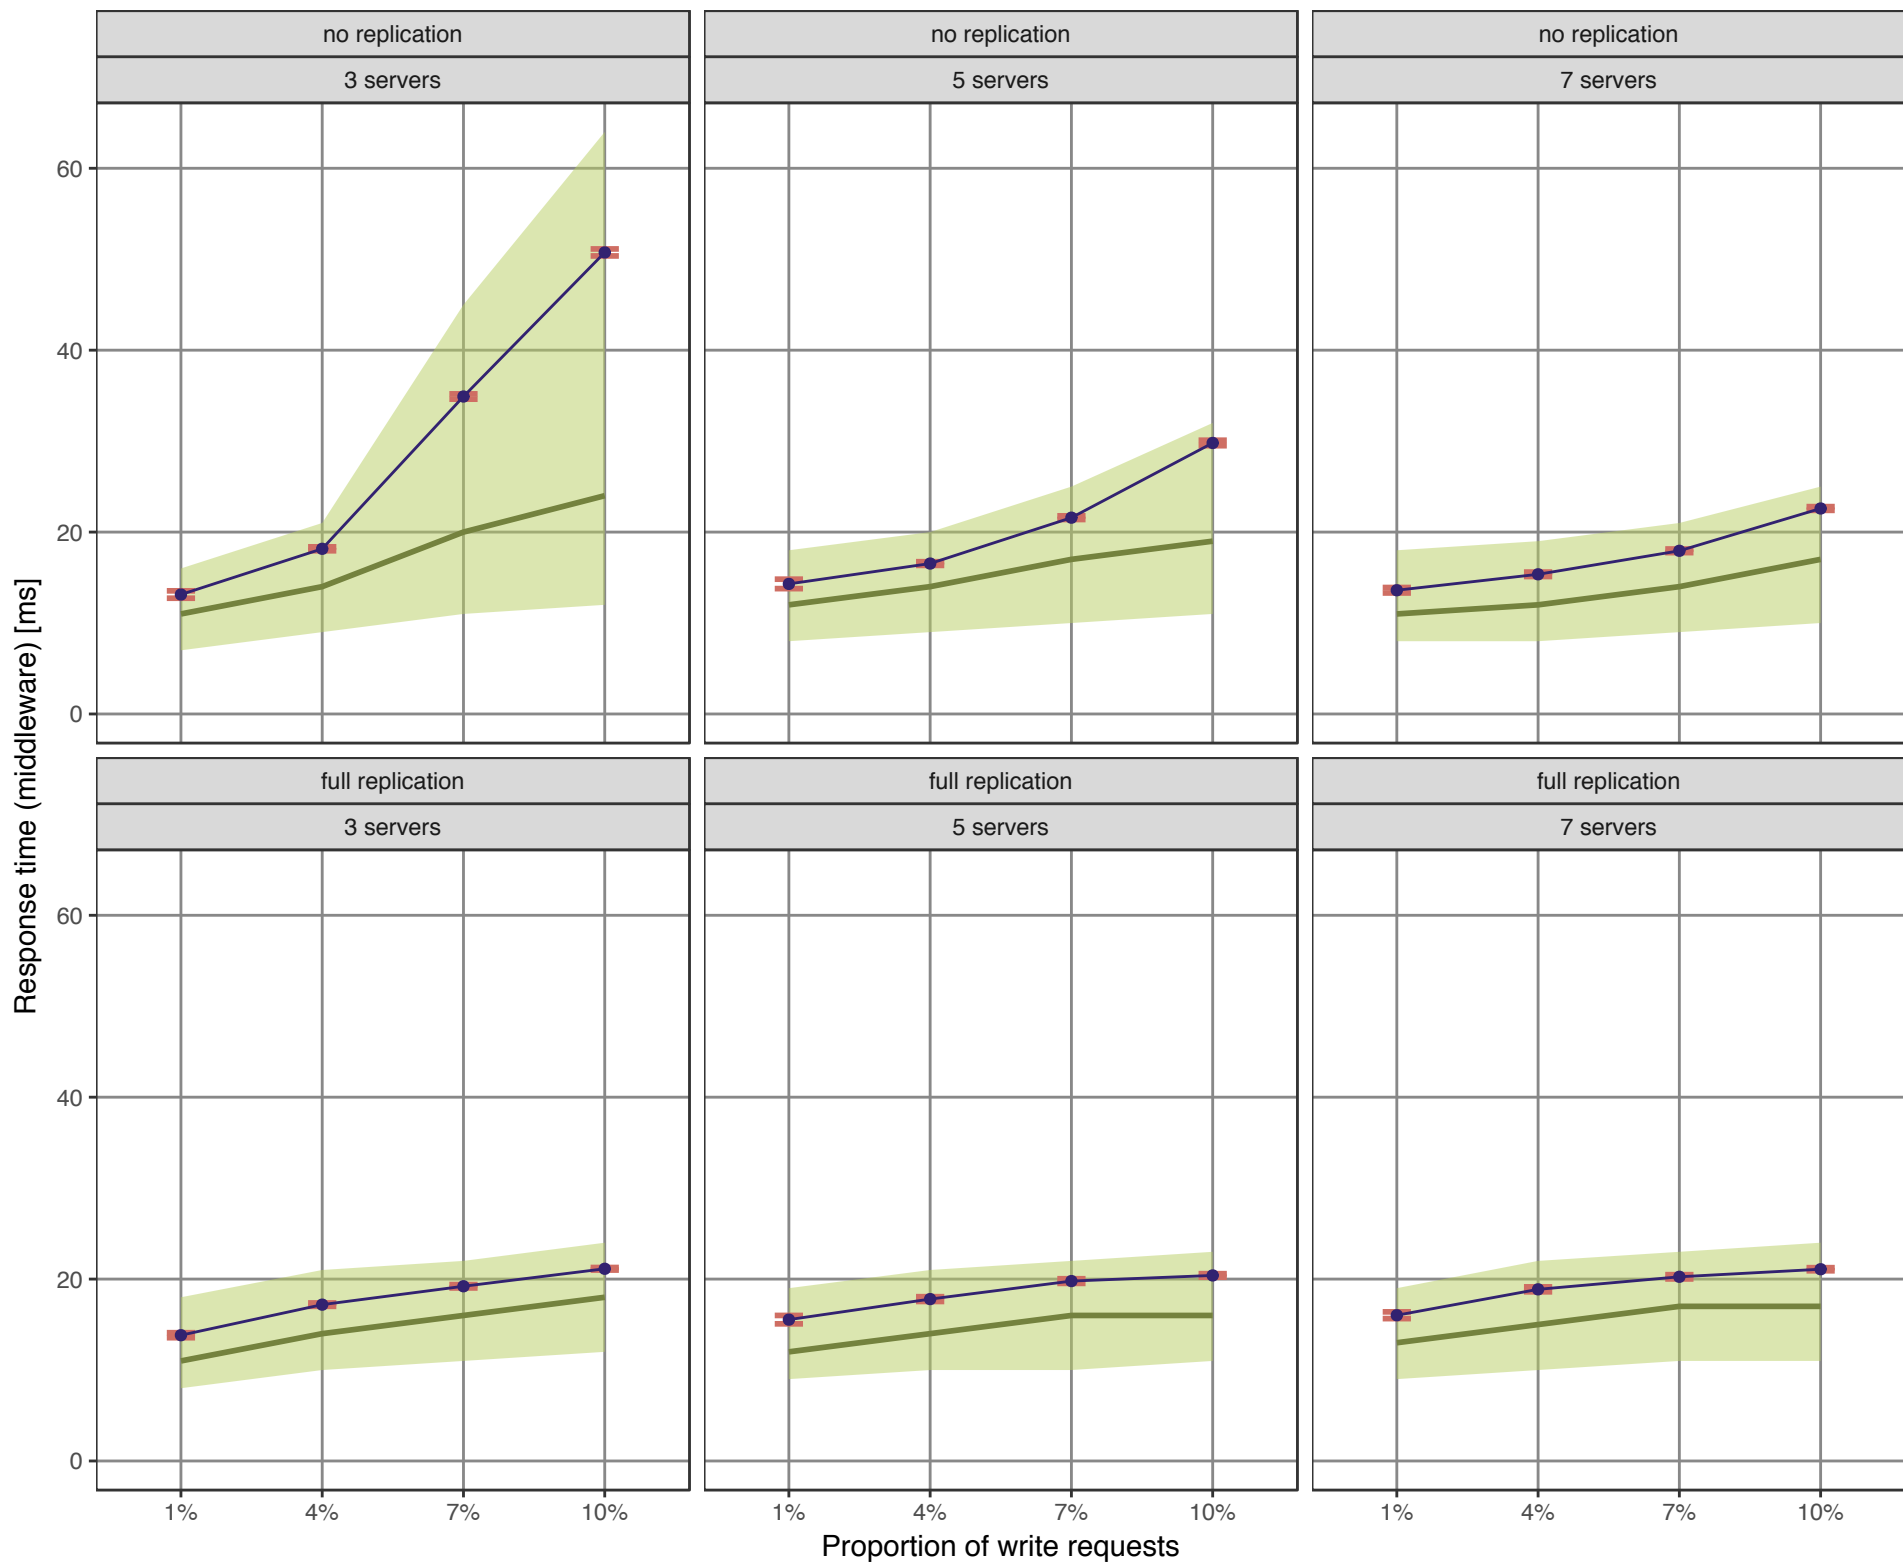 no replication
no replication
no replication
3 servers
5 servers
7 servers
60
40
20
0
full replication
full replication
full replication
3 servers
5 servers
7 servers
60
40
20
0
1% 4% 7% 10%
1% 4% 7% 10%
1% 4% 7% 10%
Proportion of write requests
Response time (middleware) [ms]